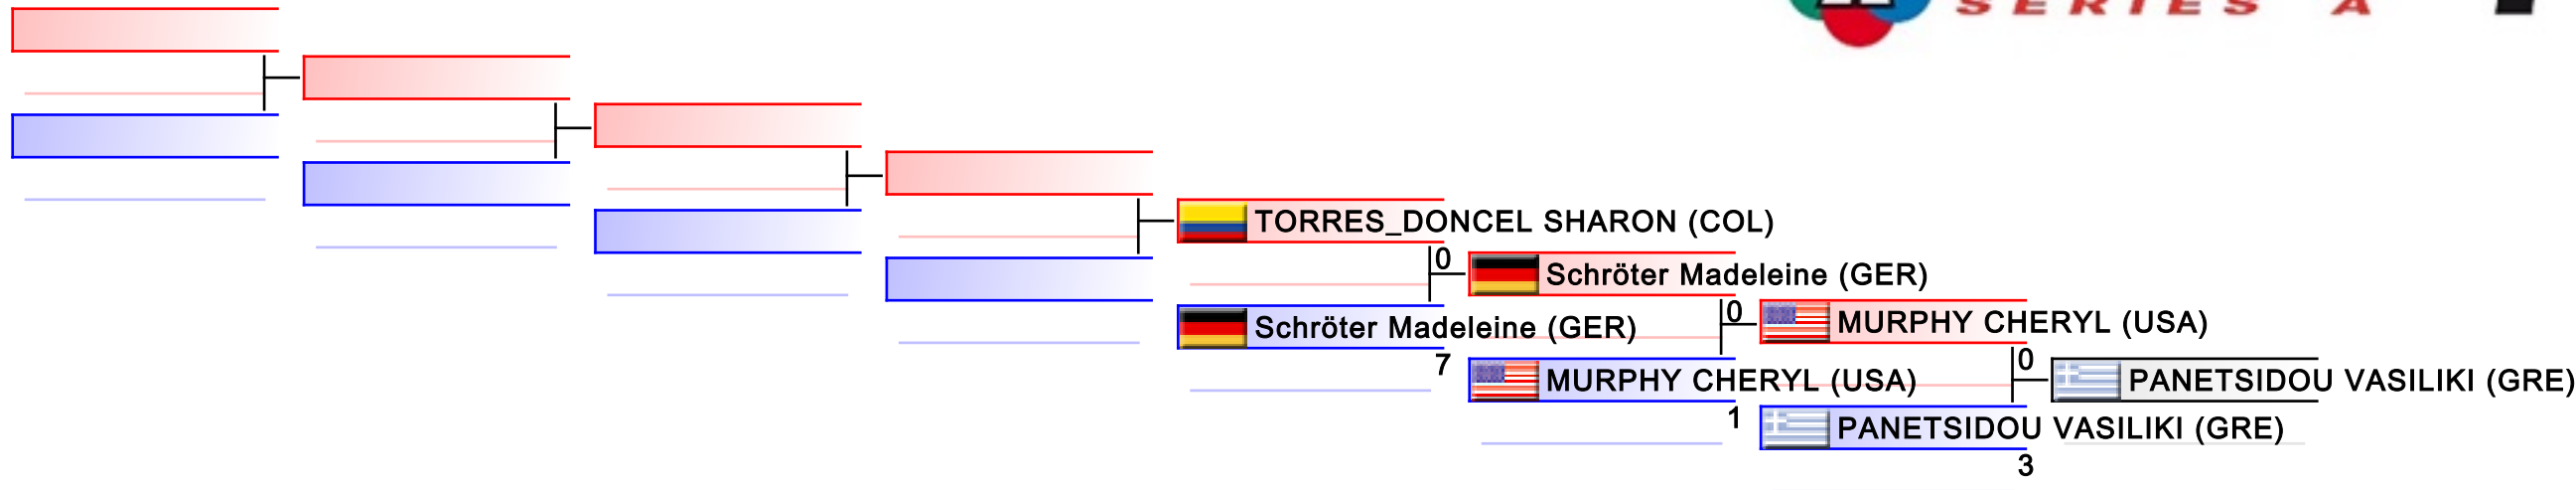 SERIES A
TORRES_DONCEL SHARON (COL)
0
Schröter Madeleine (GER)
Schröter Madeleine (GER)
7
0
MURPHY CHERYL (USA)
MURPHY CHERYL (USA)
1
0
PANETSIDOU VASILIKI (GRE)
PANETSIDOU VASILIKI (GRE)
3